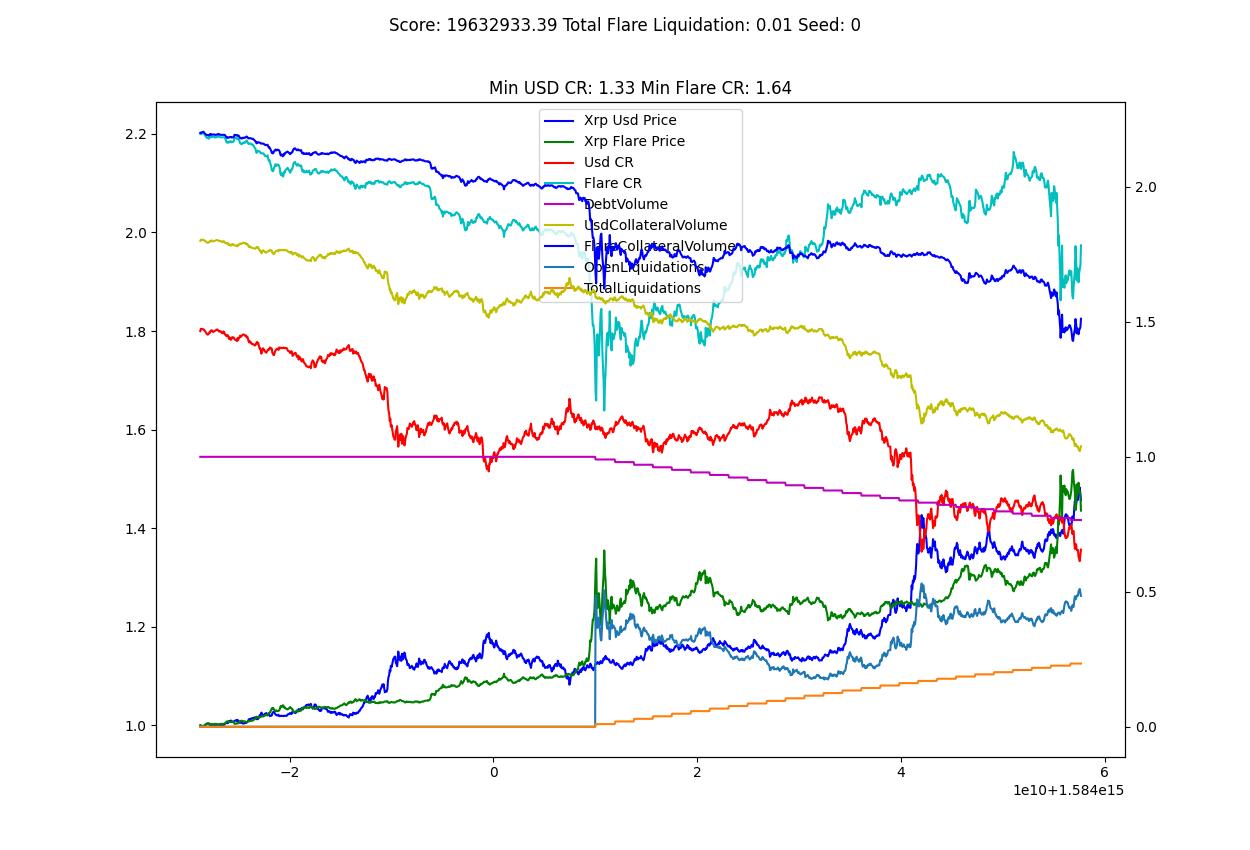 Score: 19632933.39 Total Flare Liquidation: 0.01 Seed: 0
Min USD CR: 1.33 Min Flare CR: 1.64
Xrp Usd Price
Xrp Flare Price
Usd CR
Flare CR
DebtVolume
UsdCollateralVolume
FlareCollateralVolume
OpenLiquidations
TotalLiquidations
2.2
2.0
1.8
1.6
1.4
1.2
1.0
2.0
1.5
1.0
0.5
0.0
−2 0 2 4 6
1e10+1.584e15